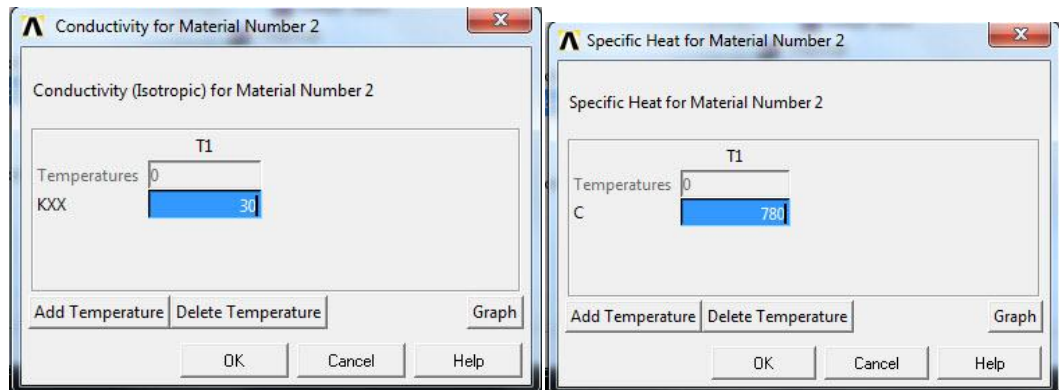 Conductivity for Material Number 2
Conductivity (Isotropic) for Material Number 2
T1
Temperatures 0
KXX 30
Add Temperature Delete Temperature Graph
OK Cancel Help
Specific Heat for Material Number 2
Specific Heat for Material Number 2
T1
Temperatures 0
C 780
Add Temperature Delete Temperature Graph
OK Cancel Help